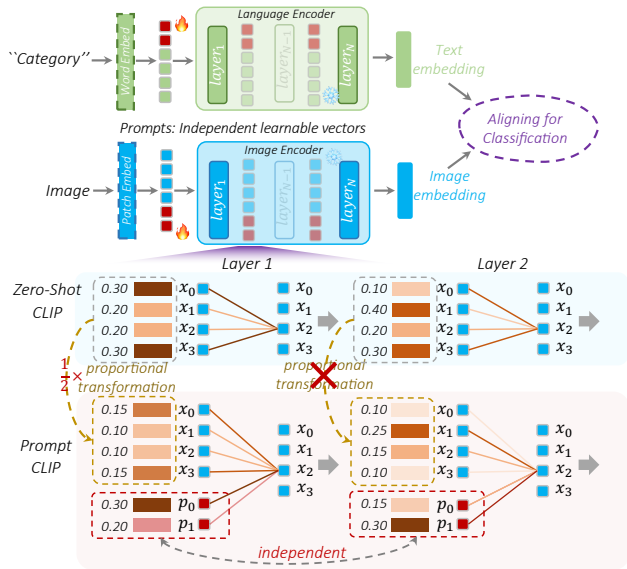 Language Encoder
``Category''
Word Embed
layer₁
layerₙ₋₁
layerₙ
Text
embedding
Prompts: Independent learnable vectors
Aligning for
Classification
Image Encoder
Image
Patch Embed
layer₁
layerₙ₋₁
layerₙ
Image
embedding
Layer 1
Layer 2
Zero-Shot
CLIP
0.30 x₀ x₀
0.20 x₁ x₁
0.20 x₂ x₂
0.30 x₃ x₃
0.10 x₀ x₀
0.40 x₁ x₁
0.20 x₂ x₂
0.30 x₃ x₃
1/2 × proportional
transformation
proportional
transformation
Prompt
CLIP
0.15 x₀ x₀
0.10 x₁ x₁
0.10 x₂ x₂
0.15 x₃ x₃
0.30 p₀
0.20 p₁
0.10 x₀ x₀
0.25 x₁ x₁
0.15 x₂ x₂
0.10 x₃ x₃
0.15 p₀
0.30 p₁
independent